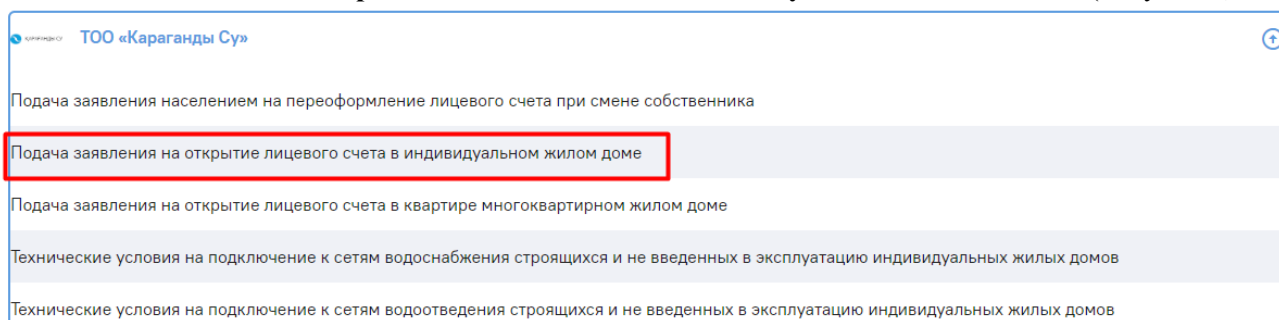 ТОО «Караганды Су»
Подача заявления населением на переоформление лицевого счета при смене собственника
Подача заявления на открытие лицевого счета в индивидуальном жилом доме
Подача заявления на открытие лицевого счета в квартире многоквартирном жилом доме
Технические условия на подключение к сетям водоснабжения строящихся и не введенных в эксплуатацию индивидуальных жилых домов
Технические условия на подключение к сетям водоотведения строящихся и не введенных в эксплуатацию индивидуальных жилых домов